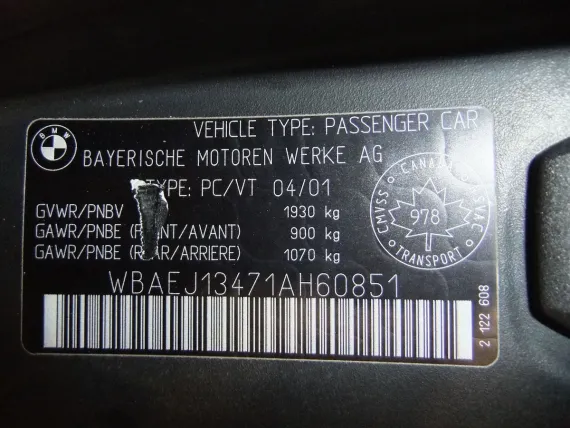 BMW
VEHICLE TYPE: PASSENGER CAR
BAYERISCHE MOTOREN WERKE AG
TYPE: PC/VT 04/01
GVWR/PNBV 1930 kg
GAWR/PNBE ( NT/AVANT) 900 kg
GAWR/PNBE (R AR/ARRIERE) 1070 kg
CANADA
CMVSS NSVAC
978
TRANSPORT
WBAEJ13471AH60851
2 122 608